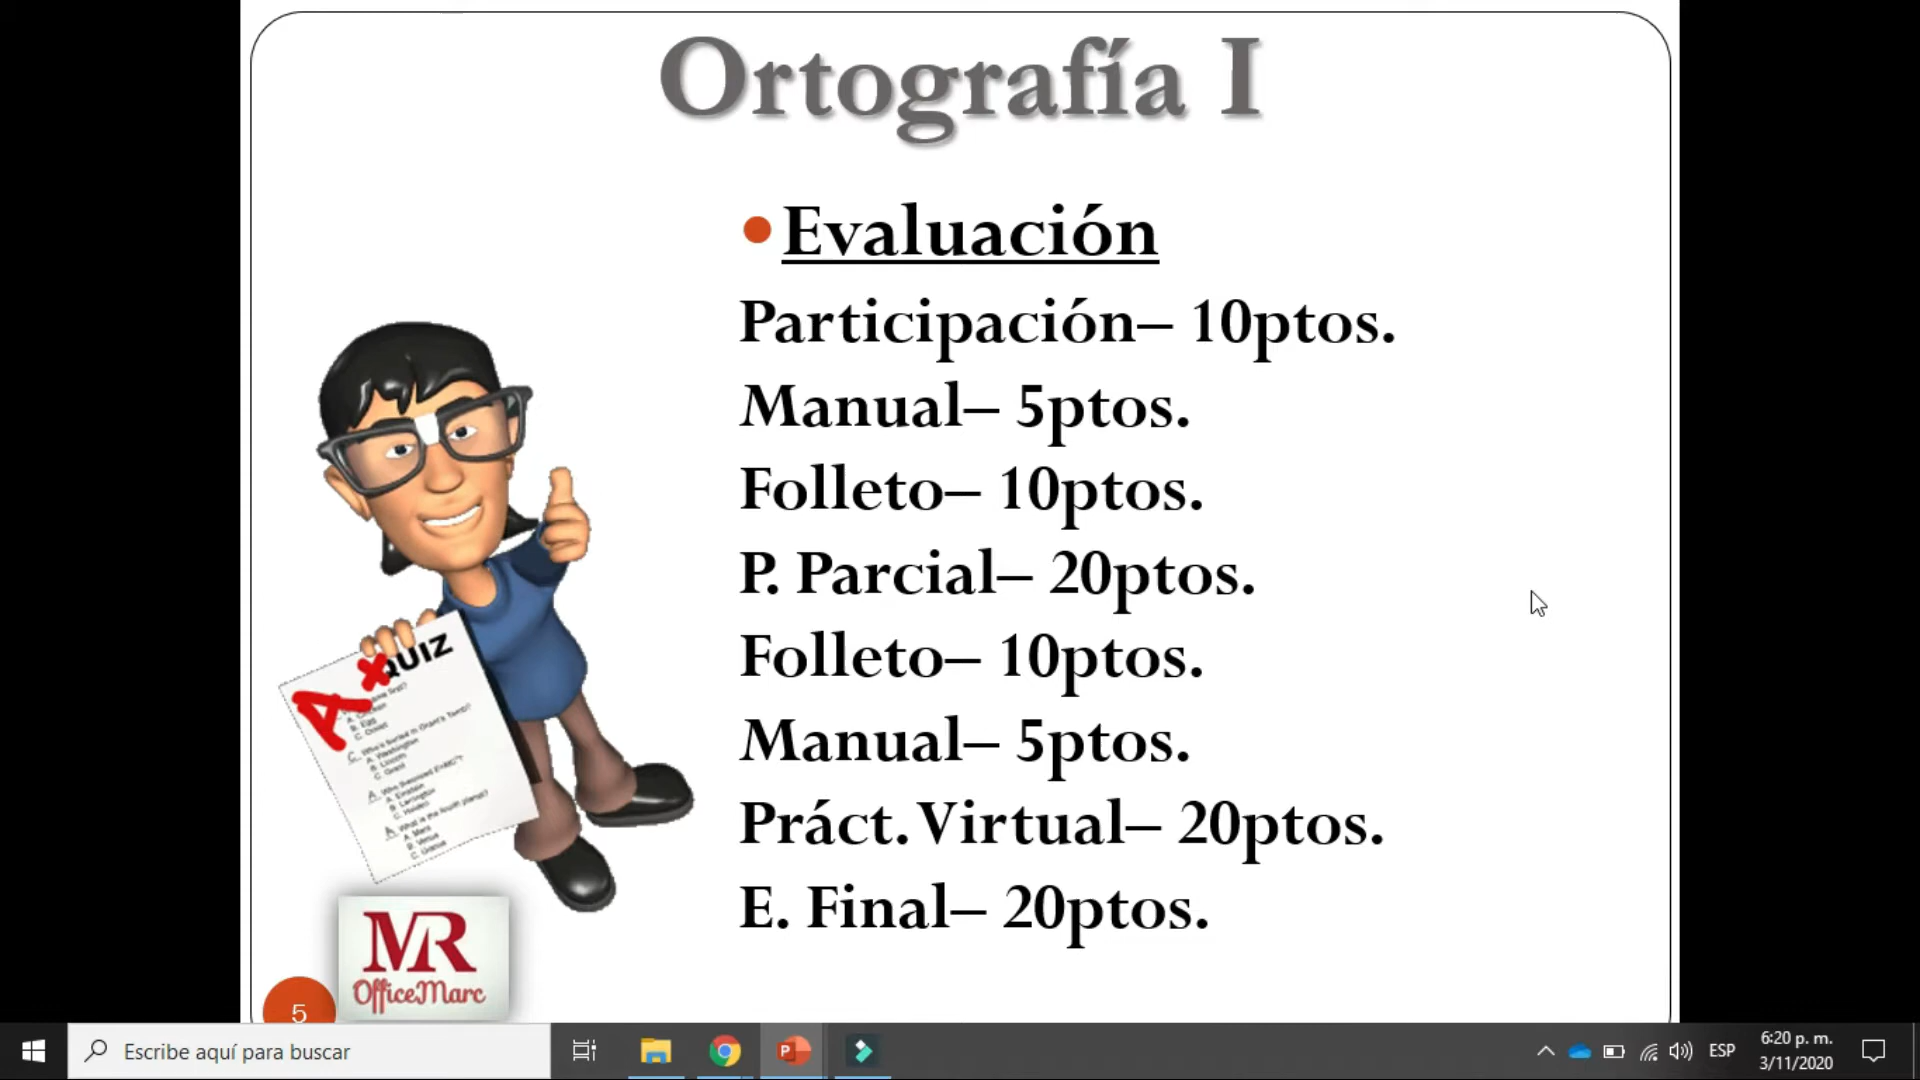 Ortografía I
Evaluación
Participación– 10ptos.
Manual– 5ptos.
Folleto– 10ptos.
P. Parcial– 20ptos.
Folleto– 10ptos.
Manual– 5ptos.
Práct. Virtual– 20ptos.
E. Final– 20ptos.
QUIZ
A+
MR
OfficeMarc
5
Escribe aquí para buscar
ESP
6:20 p. m.
3/11/2020